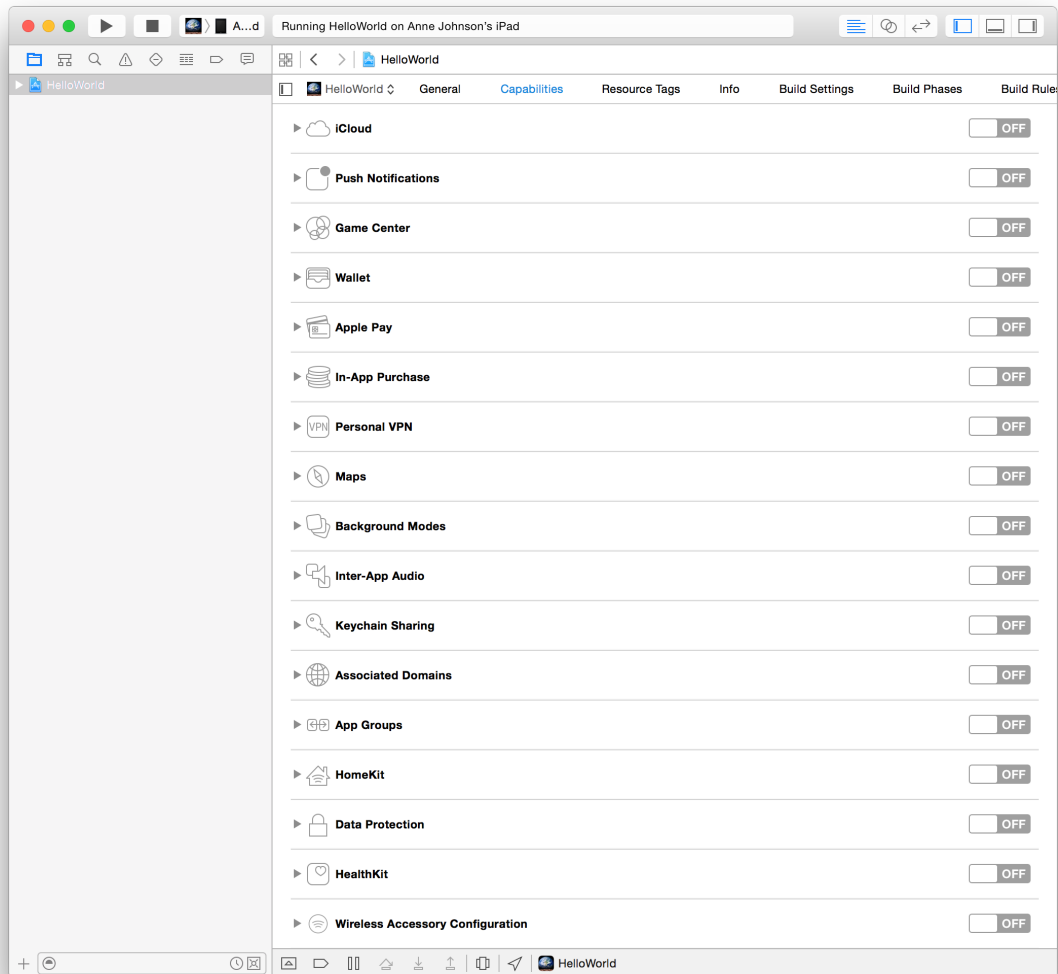 A...d Running HelloWorld on Anne Johnson's iPad
HelloWorld
HelloWorld
HelloWorld General Capabilities Resource Tags Info Build Settings Build Phases Build Rules
iCloud OFF
Push Notifications OFF
Game Center OFF
Wallet OFF
Apple Pay OFF
In-App Purchase OFF
VPN Personal VPN OFF
Maps OFF
Background Modes OFF
Inter-App Audio OFF
Keychain Sharing OFF
Associated Domains OFF
App Groups OFF
HomeKit OFF
Data Protection OFF
HealthKit OFF
Wireless Accessory Configuration OFF
HelloWorld